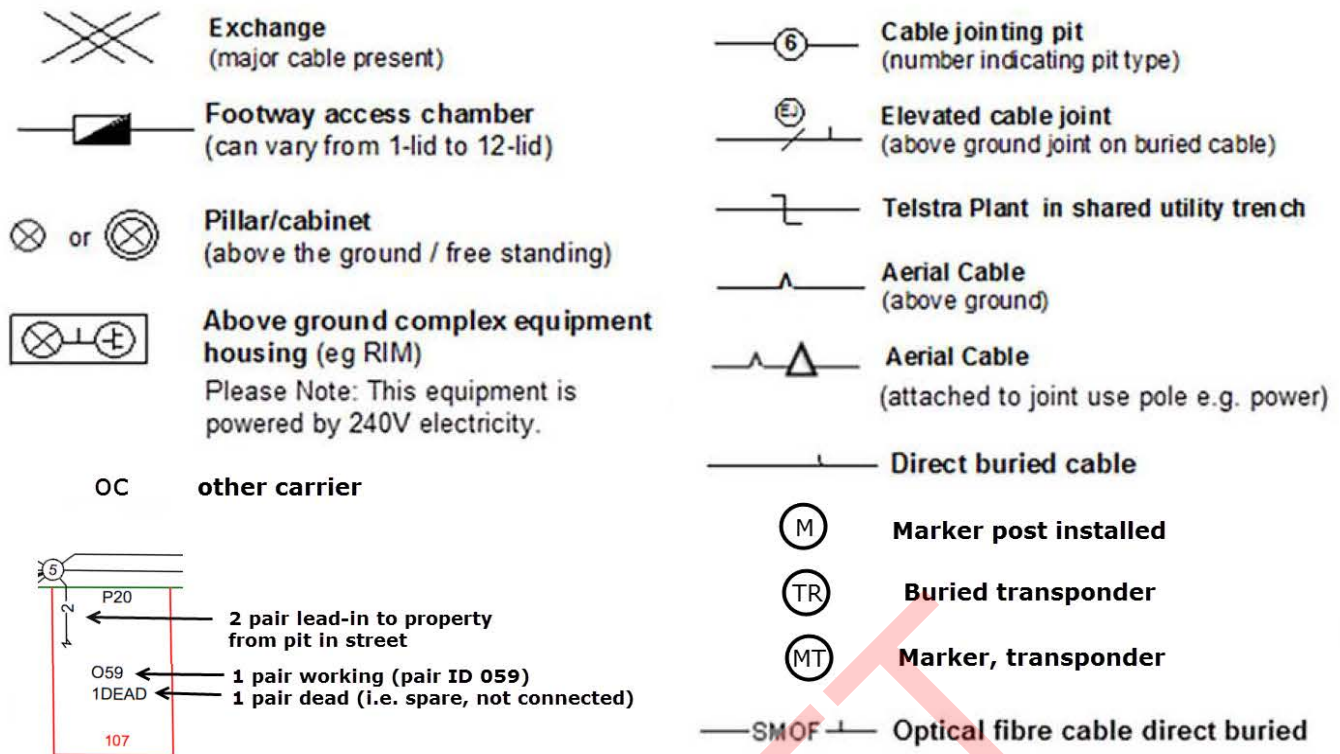 Exchange
(major cable present)
Footway access chamber
(can vary from 1-lid to 12-lid)
or
Pillar/cabinet
(above the ground / free standing)
Above ground complex equipment
housing (eg RIM)
Please Note: This equipment is
powered by 240V electricity.
OC other carrier
5
P20
2
2 pair lead-in to property
from pit in street
O59
1 pair working (pair ID 059)
1DEAD
1 pair dead (i.e. spare, not connected)
107
6
Cable jointing pit
(number indicating pit type)
EJ
Elevated cable joint
(above ground joint on buried cable)
Telstra Plant in shared utility trench
Aerial Cable
(above ground)
Aerial Cable
(attached to joint use pole e.g. power)
Direct buried cable
M Marker post installed
TR Buried transponder
MT Marker, transponder
SMOF Optical fibre cable direct buried